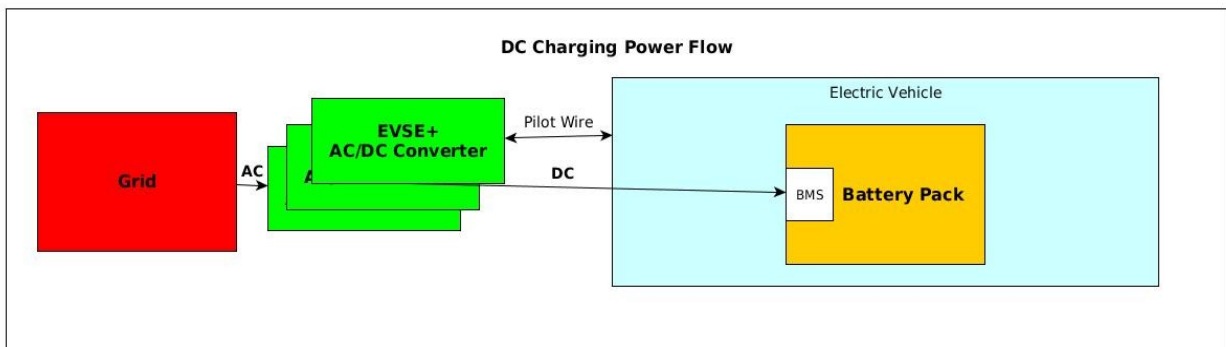 DC Charging Power Flow
Electric Vehicle
Grid
AC
EVSE+
AC/DC Converter
Pilot Wire
DC
BMS
Battery Pack